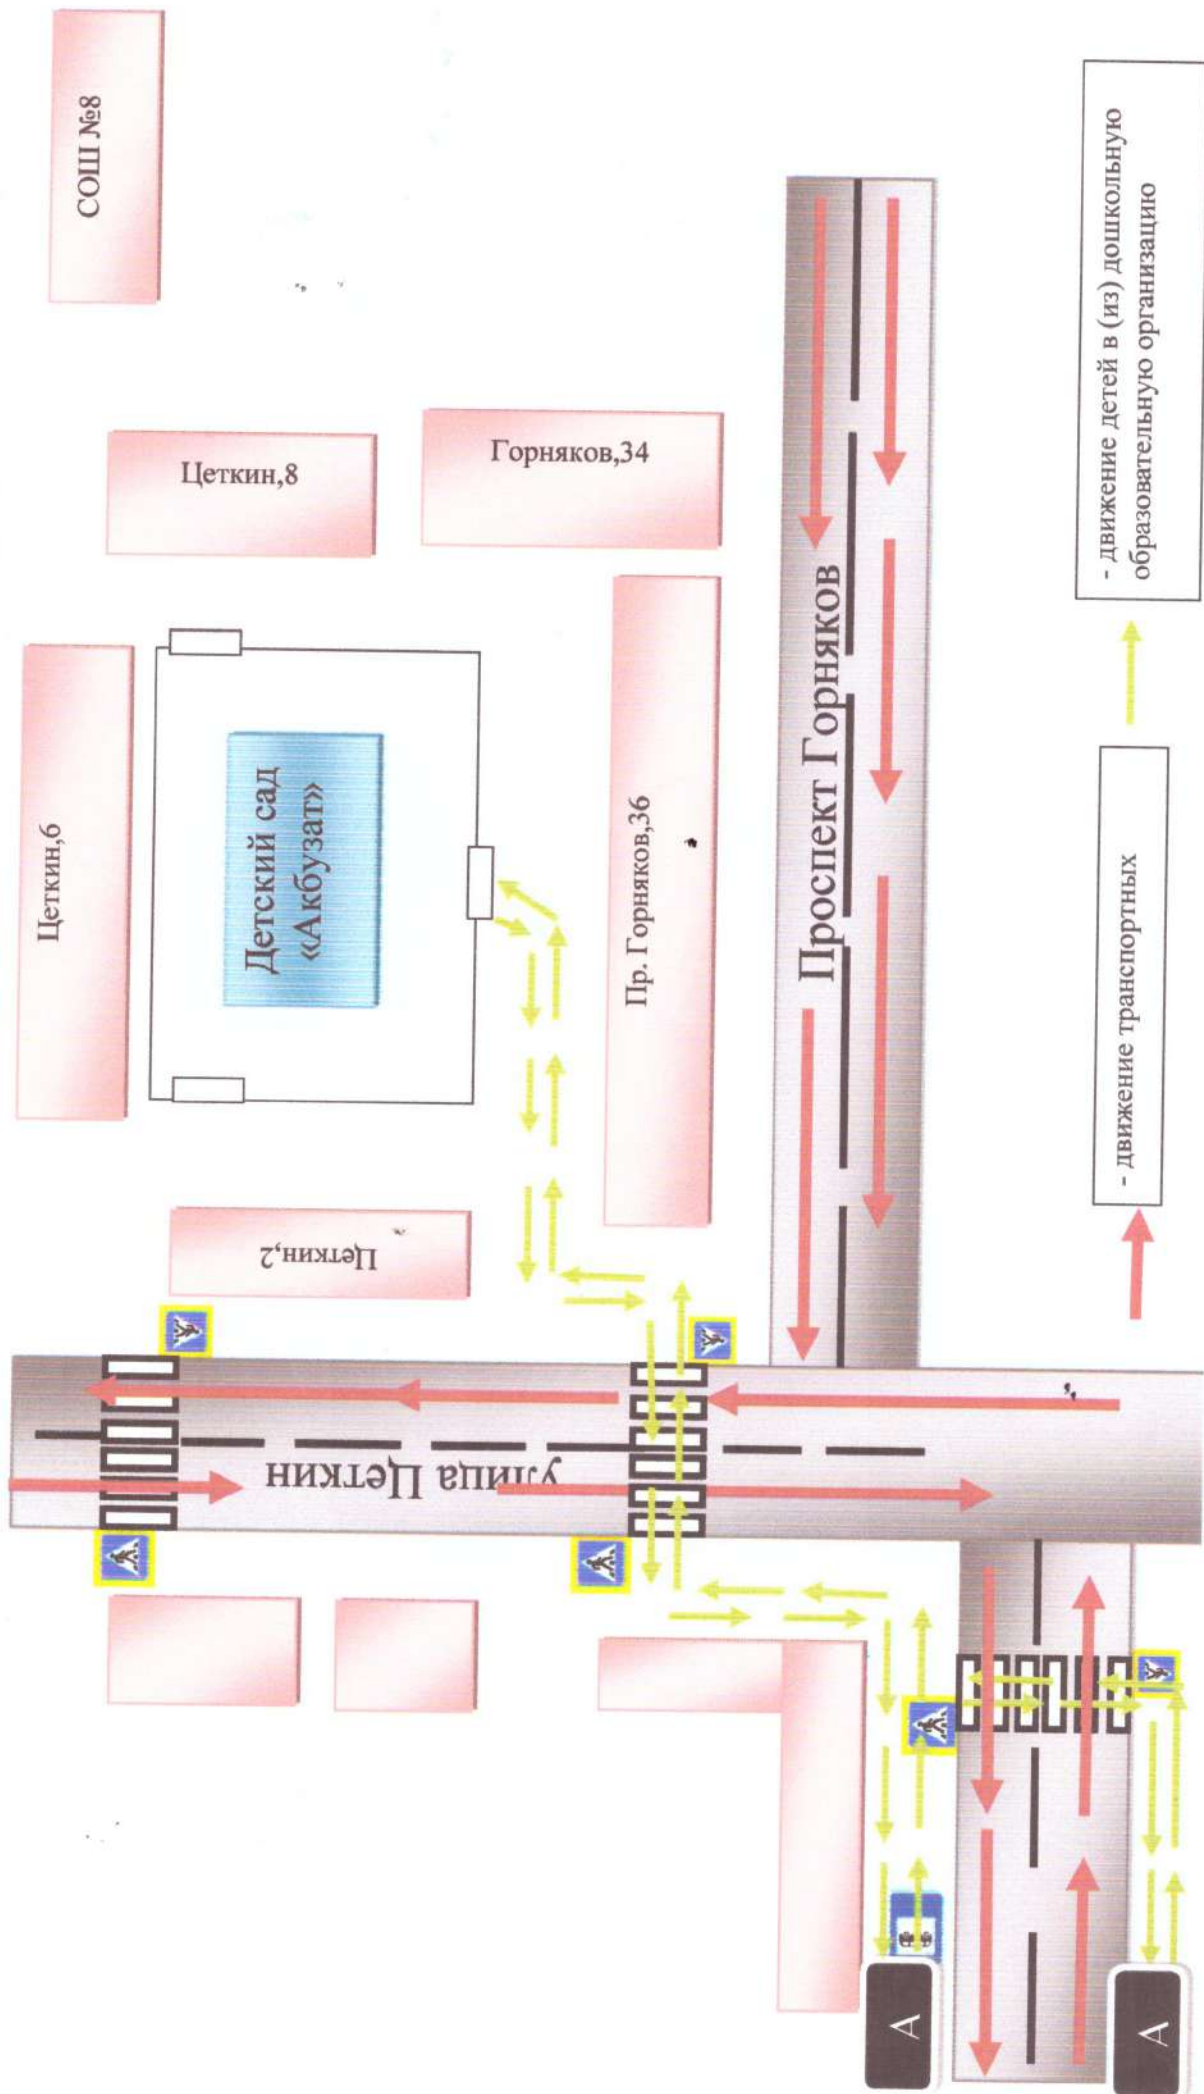 СОШ №8
Цеткин,8
Горняков,34
Цеткин,6
Детский сад
«Акбузат»
Пр. Горняков,36
Цеткин,2
Проспект Горняков
улица Цеткин
А
А
- движение транспортных
- движение детей в (из) дошкольную
образовательную организацию